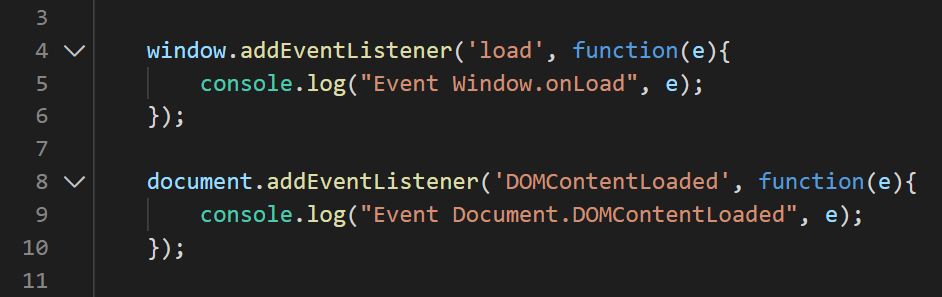 3
4 window.addEventListener('load', function(e){
5 console.log("Event Window.onLoad", e);
6 });
7
8 document.addEventListener('DOMContentLoaded', function(e){
9 console.log("Event Document.DOMContentLoaded", e);
10 });
11